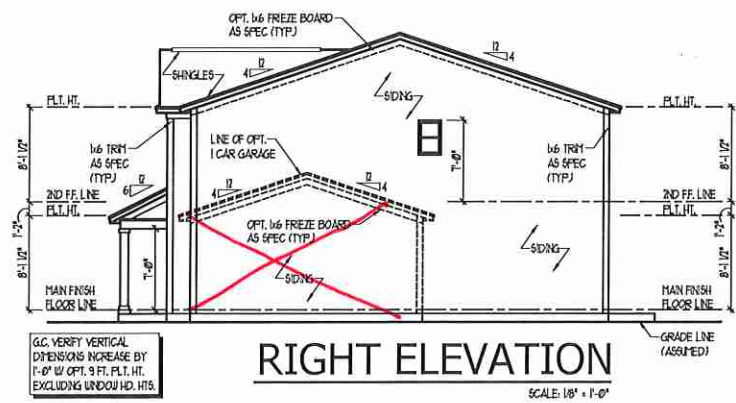 OPT. 1x6 FREZE BOARD
AS SPEC (TYP.)
12
4
12
4
SHINGLES
SIDING
PLT. HT.
PLT. HT.
1x6 TRIM
AS SPEC
(TYP.)
LINE OF OPT.
1 CAR GARAGE
1x6 TRIM
AS SPEC
(TYP.)
8'-1 1/2"
7'-0"
8'-1 1/2"
12
6
12
4
12
4
2ND F.F. LINE
PLT. HT.
2ND F.F. LINE
PLT. HT.
1'-2"
1'-2"
OPT. 1x6 FREZE BOARD
AS SPEC (TYP.)
8'-1 1/2"
7'-0"
SIDING
SIDING
8'-1 1/2"
MAIN FINISH
FLOOR LINE
MAIN FINISH
FLOOR LINE
G.C. VERIFY VERTICAL
DIMENSIONS INCREASE BY
1'-0" W/ OPT. 9 FT. PLT. HT.
EXCLUDING WINDOW HD. HTS.
RIGHT ELEVATION
SCALE: 1/8" = 1'-0"
GRADE LINE
(ASSUMED)